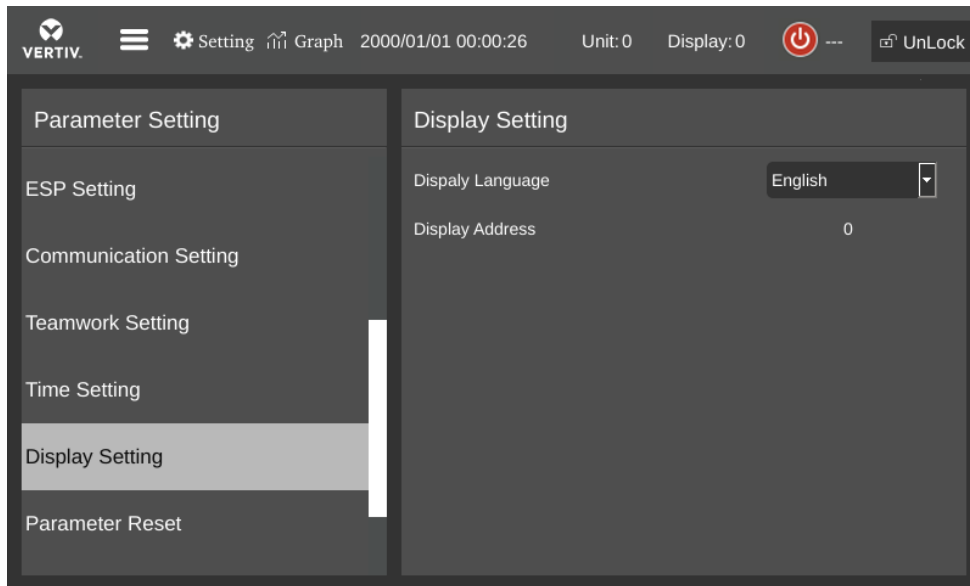 VERTIV.
Setting Graph 2000/01/01 00:00:26 Unit: 0 Display: 0 --- UnLock
Parameter Setting
ESP Setting
Communication Setting
Teamwork Setting
Time Setting
Display Setting
Parameter Reset
Display Setting
Dispaly Language English
Display Address 0